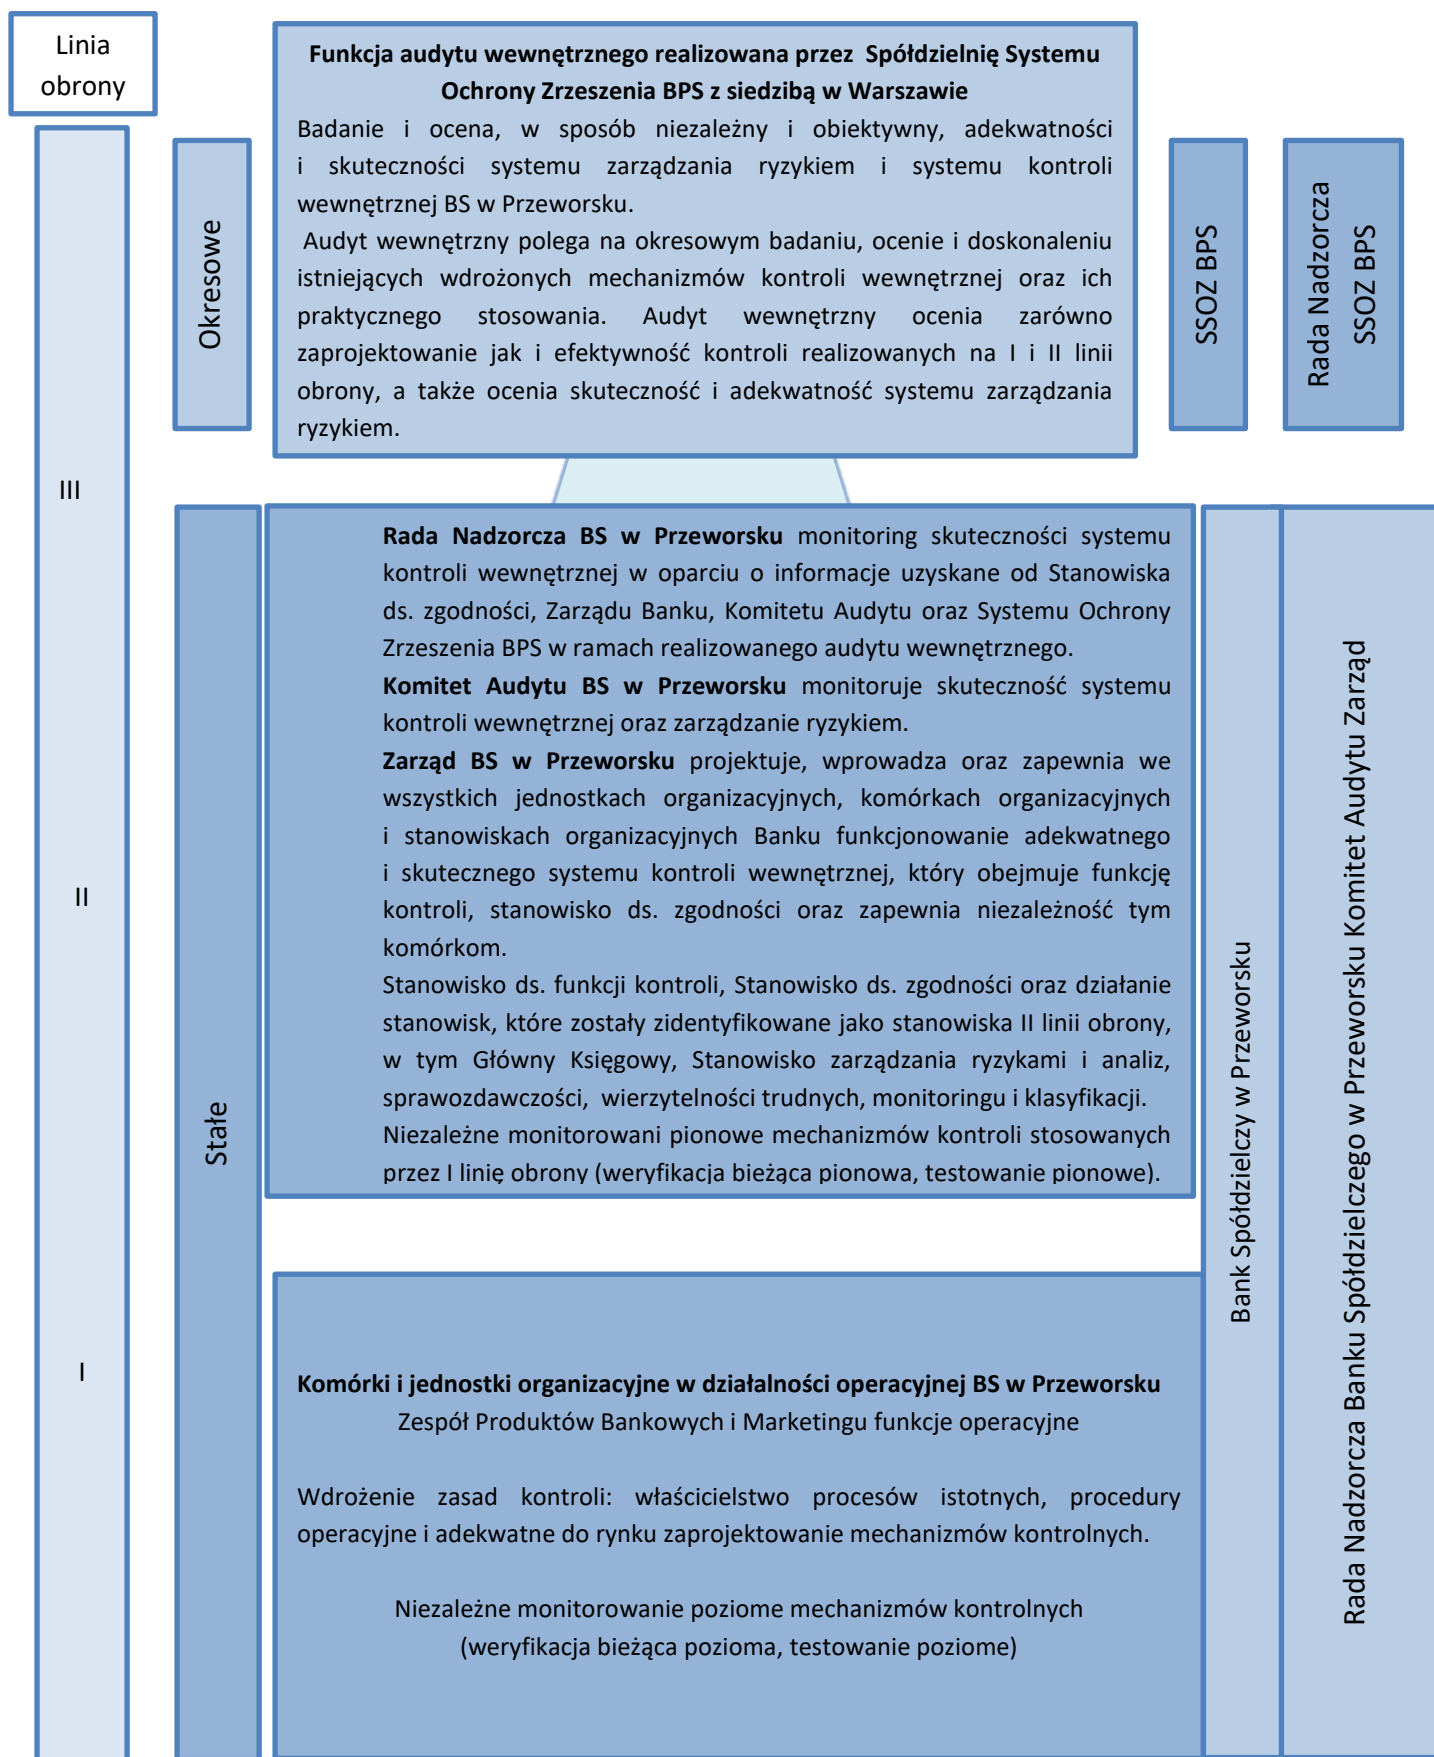 Linia
obrony
Funkcja audytu wewnętrznego realizowana przez Spółdzielnię Systemu
Ochrony Zrzeszenia BPS z siedzibą w Warszawie
Badanie i ocena, w sposób niezależny i obiektywny, adekwatności
i skuteczności systemu zarządzania ryzykiem i systemu kontroli
wewnętrznej BS w Przeworsku.
Audyt wewnętrzny polega na okresowym badaniu, ocenie i doskonaleniu
istniejących wdrożonych mechanizmów kontroli wewnętrznej oraz ich
praktycznego stosowania. Audyt wewnętrzny ocenia zarówno
zaprojektowanie jak i efektywność kontroli realizowanych na I i II linii
obrony, a także ocenia skuteczność i adekwatność systemu zarządzania
ryzykiem.
Okresowe
SSOZ BPS
Rada Nadzorcza
SSOZ BPS
III
II
I
Stałe
Rada Nadzorcza BS w Przeworsku monitoring skuteczności systemu
kontroli wewnętrznej w oparciu o informacje uzyskane od Stanowiska
ds. zgodności, Zarządu Banku, Komitetu Audytu oraz Systemu Ochrony
Zrzeszenia BPS w ramach realizowanego audytu wewnętrznego.
Komitet Audytu BS w Przeworsku monitoruje skuteczność systemu
kontroli wewnętrznej oraz zarządzanie ryzykiem.
Zarząd BS w Przeworsku projektuje, wprowadza oraz zapewnia we
wszystkich jednostkach organizacyjnych, komórkach organizacyjnych
i stanowiskach organizacyjnych Banku funkcjonowanie adekwatnego
i skutecznego systemu kontroli wewnętrznej, który obejmuje funkcję
kontroli, stanowisko ds. zgodności oraz zapewnia niezależność tym
komórkom.
Stanowisko ds. funkcji kontroli, Stanowisko ds. zgodności oraz działanie
stanowisk, które zostały zidentyfikowane jako stanowiska II linii obrony,
w tym Główny Księgowy, Stanowisko zarządzania ryzykami i analiz,
sprawozdawczości, wierzytelności trudnych, monitoringu i klasyfikacji.
Niezależne monitorowani pionowe mechanizmów kontroli stosowanych
przez I linię obrony (weryfikacja bieżąca pionowa, testowanie pionowe).
Bank Spółdzielczy w Przeworsku
Rada Nadzorcza Banku Spółdzielczego w Przeworsku Komitet Audytu Zarząd
Komórki i jednostki organizacyjne w działalności operacyjnej BS w Przeworsku
Zespół Produktów Bankowych i Marketingu funkcje operacyjne
Wdrożenie zasad kontroli: właścicielstwo procesów istotnych, procedury
operacyjne i adekwatne do rynku zaprojektowanie mechanizmów kontrolnych.
Niezależne monitorowanie poziome mechanizmów kontrolnych
(weryfikacja bieżąca pozioma, testowanie poziome)